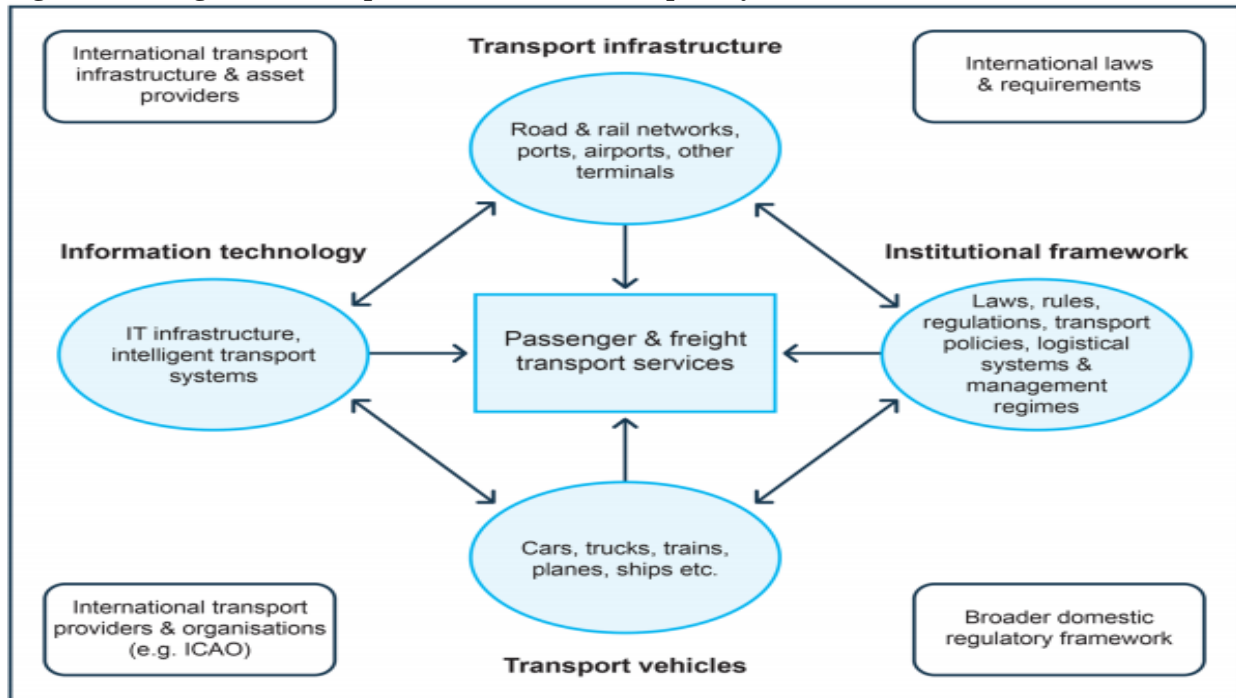 International transport
infrastructure & asset
providers
Transport infrastructure
International laws
& requirements
Road & rail networks,
ports, airports, other
terminals
Information technology
Institutional framework
IT infrastructure,
intelligent transport
systems
Passenger & freight
transport services
Laws, rules,
regulations, transport
policies, logistical
systems &
management
regimes
Cars, trucks, trains,
planes, ships etc.
International transport
providers & organisations
(e.g. ICAO)
Transport vehicles
Broader domestic
regulatory framework